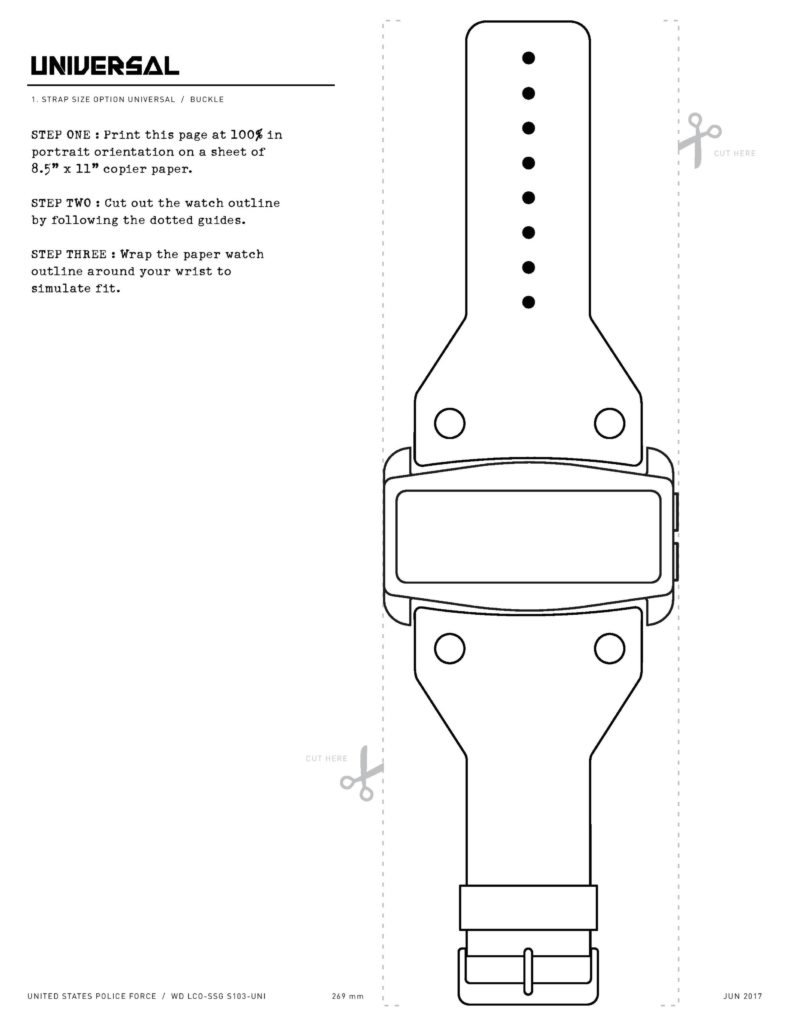 UNIVERSAL
1. STRAP SIZE OPTION UNIVERSAL / BUCKLE
STEP ONE : Print this page at 100% in
portrait orientation on a sheet of
8.5" x 11" copier paper.
STEP TWO : Cut out the watch outline
by following the dotted guides.
STEP THREE : Wrap the paper watch
outline around your wrist to
simulate fit.
CUT HERE
CUT HERE
UNITED STATES POLICE FORCE / WD LCO-SSG S103-UNI
269 mm
JUN 2017